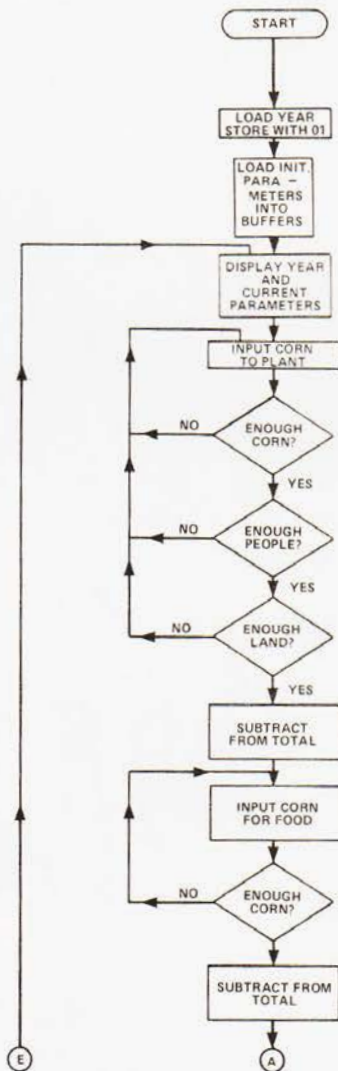 START
LOAD YEAR
STORE WITH 01
LOAD INIT.
PARA –
METERS
INTO
BUFFERS
DISPLAY YEAR
AND
CURRENT
PARAMETERS
INPUT CORN
TO PLANT
ENOUGH
CORN?
NO
YES
ENOUGH
PEOPLE?
NO
YES
ENOUGH
LAND?
NO
YES
SUBTRACT
FROM TOTAL
INPUT CORN
FOR FOOD
ENOUGH
CORN?
NO
SUBTRACT FROM
TOTAL
E
A